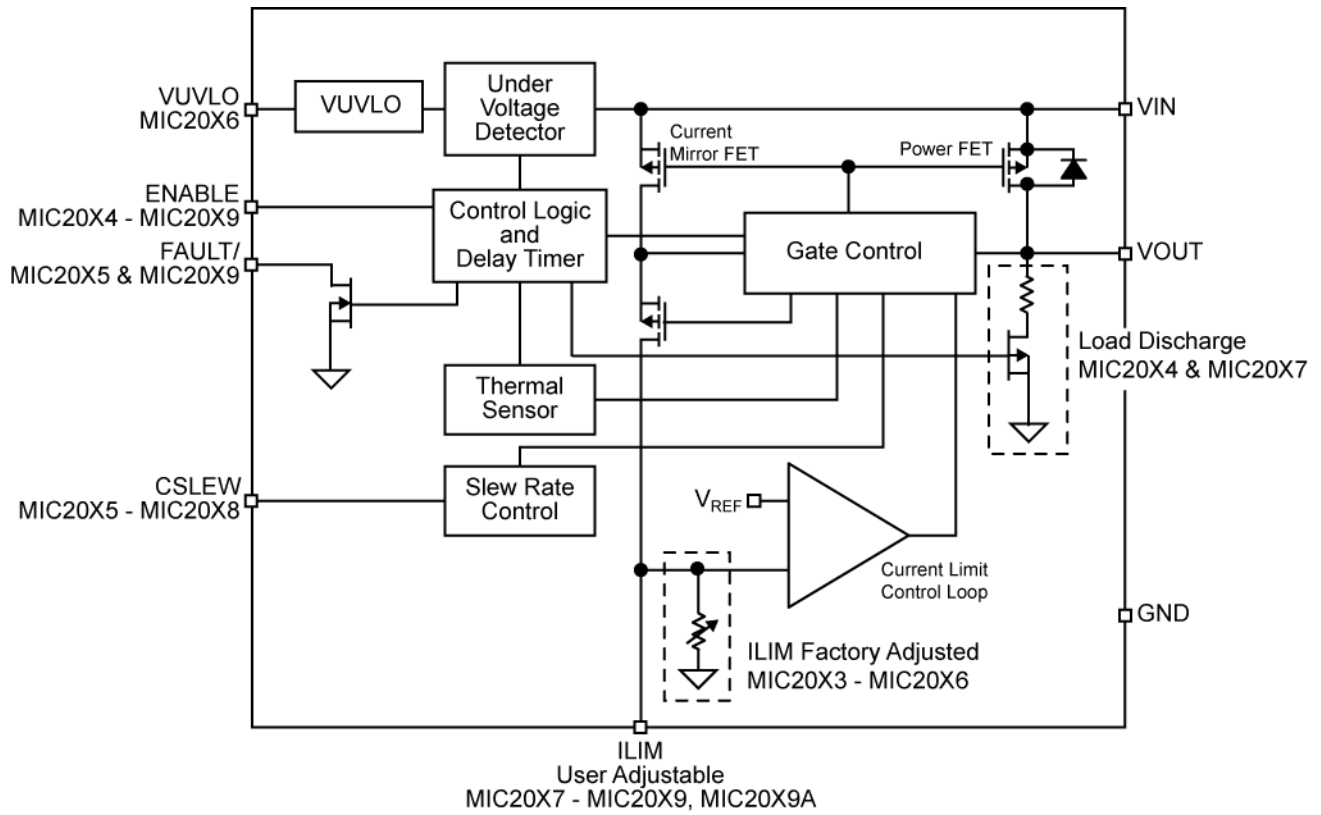 VUVLO
MIC20X6
VUVLO
Under
Voltage
Detector
Current
Mirror FET
Power FET
VIN
ENABLE
MIC20X4 - MIC20X9
FAULT/
MIC20X5 & MIC20X9
Control Logic
and
Delay Timer
Gate Control
VOUT
Load Discharge
MIC20X4 & MIC20X7
Thermal
Sensor
CSLEW
MIC20X5 - MIC20X8
Slew Rate
Control
VREF
Current Limit
Control Loop
GND
ILIM Factory Adjusted
MIC20X3 - MIC20X6
ILIM
User Adjustable
MIC20X7 - MIC20X9, MIC20X9A